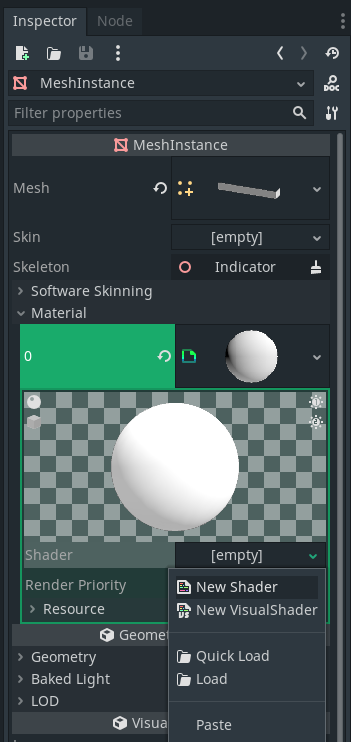 Inspector
Node
MeshInstance
DOC
Filter properties
MeshInstance
Mesh
Skin
[empty]
Skeleton
Indicator
Software Skinning
Material
0
Shader
[empty]
Render Priority
New Shader
Resource
New VisualShader
Geomet
Geometry
Quick Load
Baked Light
Load
LOD
Visua
Paste